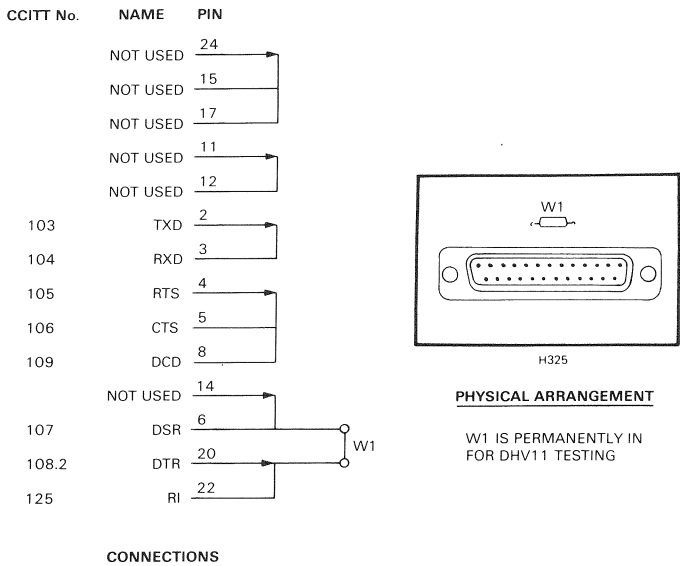 CCITT No. NAME PIN
NOT USED 24
NOT USED 15
NOT USED 17
NOT USED 11
NOT USED 12
103 TXD 2
104 RXD 3
105 RTS 4
106 CTS 5
109 DCD 8
NOT USED 14
107 DSR 6
W1
108.2 DTR 20
125 RI 22
CONNECTIONS
W1
H325
PHYSICAL ARRANGEMENT
W1 IS PERMANENTLY IN
FOR DHV11 TESTING